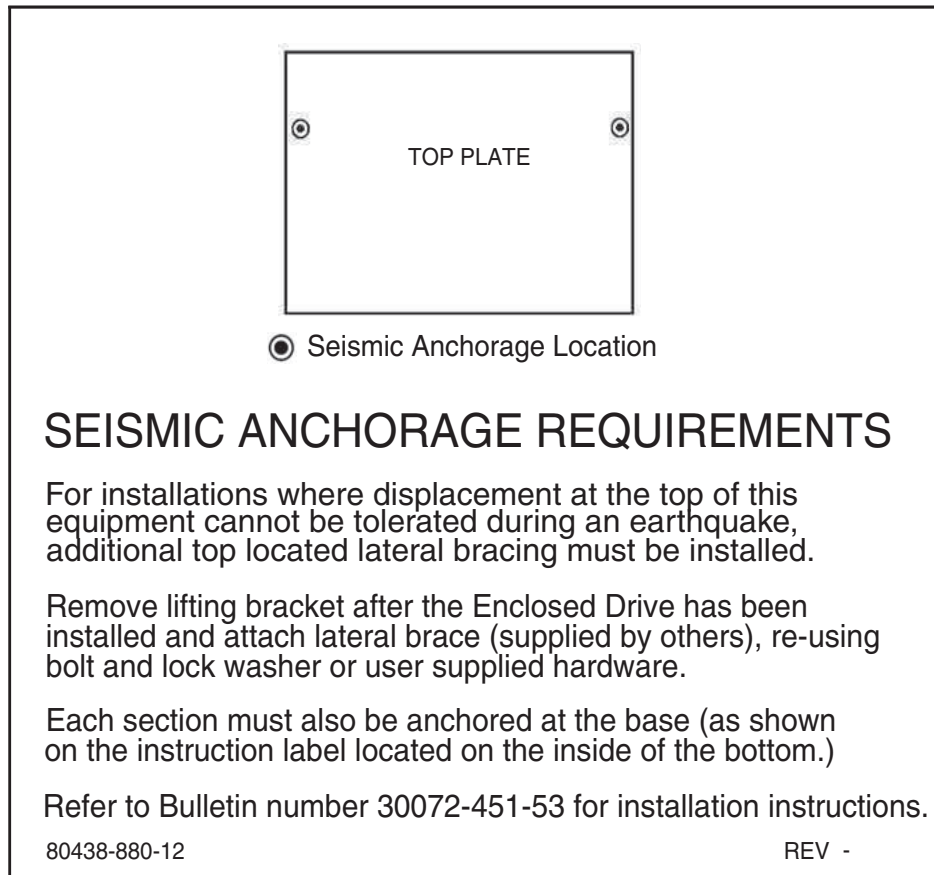 TOP PLATE
Seismic Anchorage Location
SEISMIC ANCHORAGE REQUIREMENTS
For installations where displacement at the top of this
equipment cannot be tolerated during an earthquake,
additional top located lateral bracing must be installed.
Remove lifting bracket after the Enclosed Drive has been
installed and attach lateral brace (supplied by others), re-using
bolt and lock washer or user supplied hardware.
Each section must also be anchored at the base (as shown
on the instruction label located on the inside of the bottom.)
Refer to Bulletin number 30072-451-53 for installation instructions.
80438-880-12 REV -